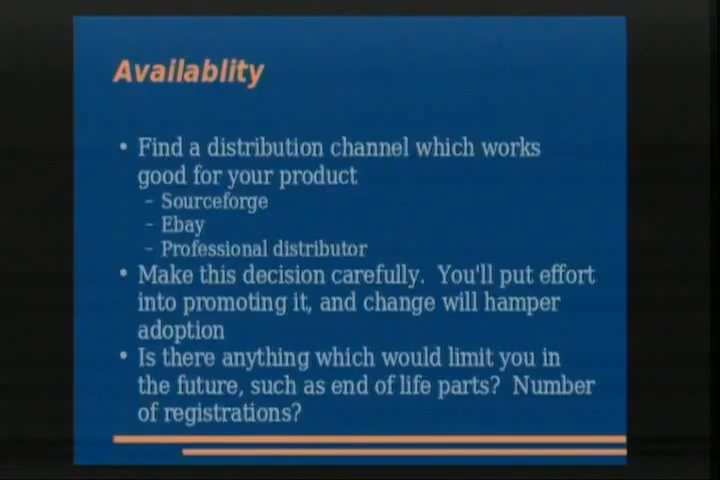 Availablity
• Find a distribution channel which works
good for your product
– Sourceforge
– Ebay
– Professional distributor
• Make this decision carefully.  You'll put effort
into promoting it, and change will hamper
adoption
• Is there anything which would limit you in
the future, such as end of life parts?  Number
of registrations?